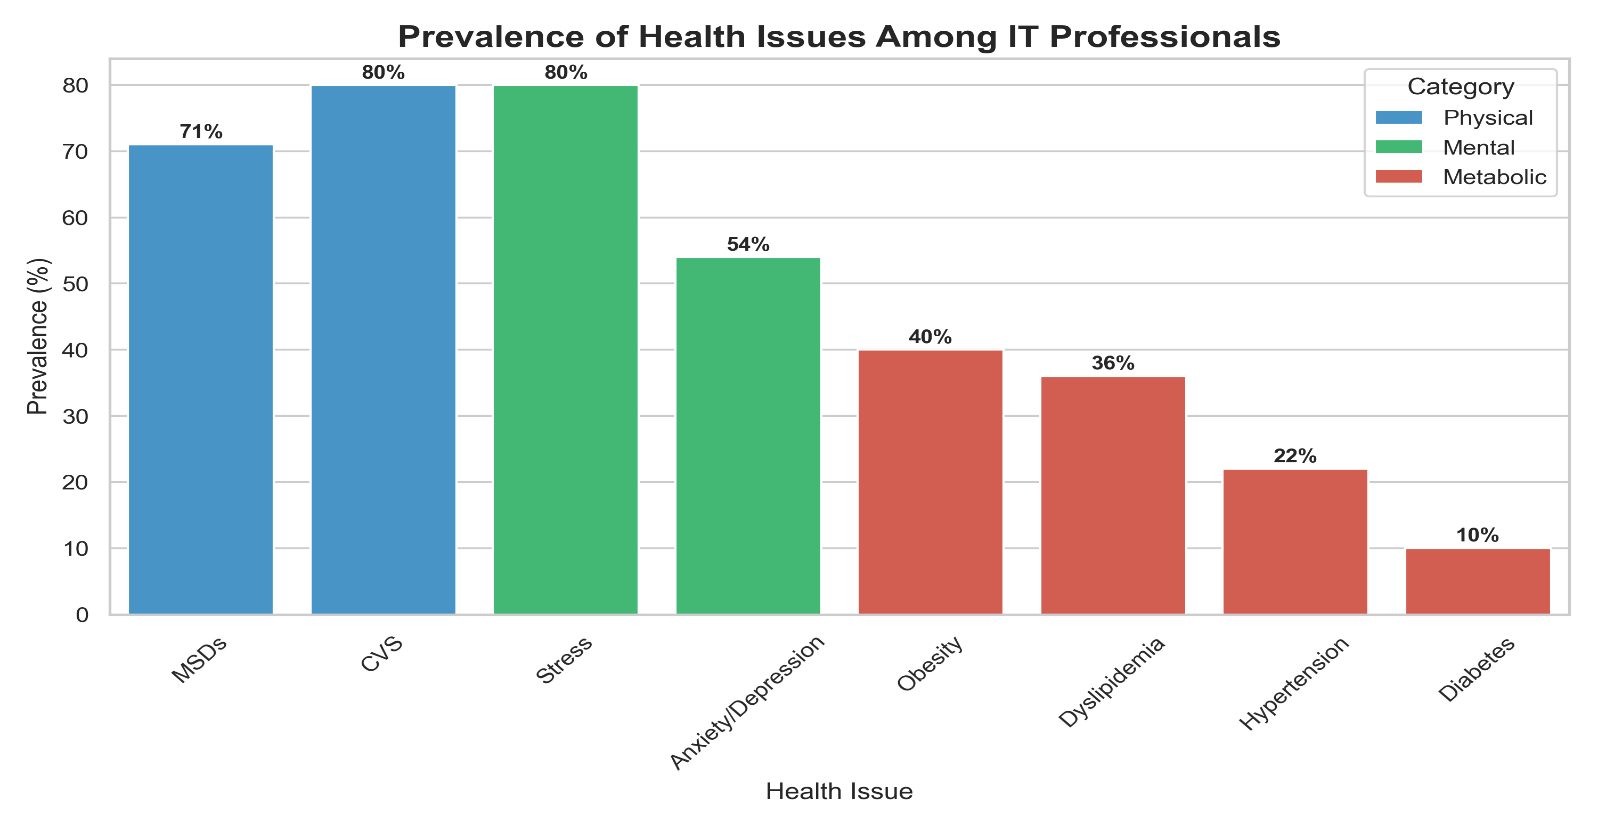 Prevalence of Health Issues Among IT Professionals
Category
Physical
Mental
Metabolic
Prevalence (%)
80
70
60
50
40
30
20
10
0
71%
80%
80%
54%
40%
36%
22%
10%
MSDs
CVS
Stress
Anxiety/Depression
Obesity
Dyslipidemia
Hypertension
Diabetes
Health Issue